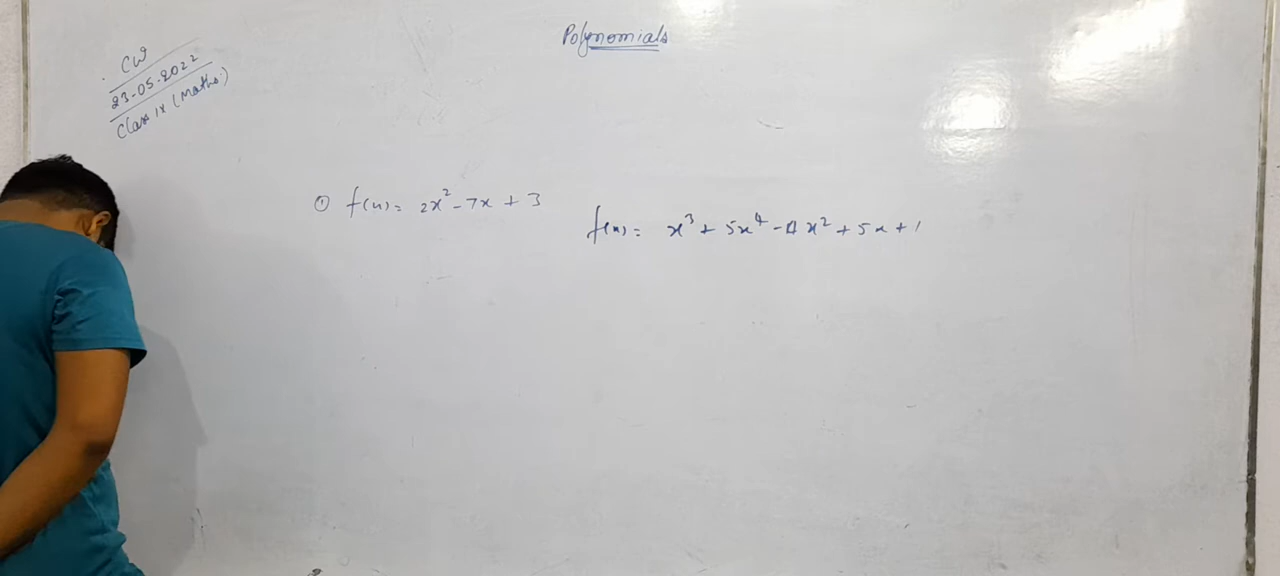 Polynomials
CW
23-05-2022
Class IX (Maths)
① f(x) = 2x² - 7x + 3
f(x) = x³ + 5x⁴ - 4x² + 5x + 1